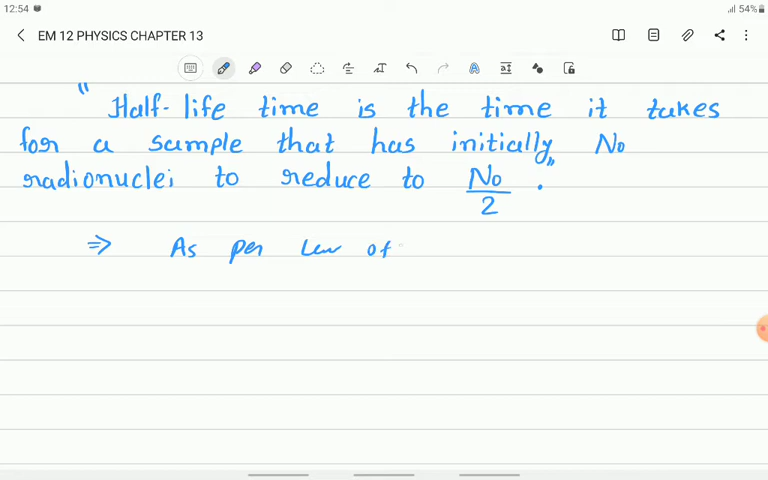 12:54 54%
EM 12 PHYSICS CHAPTER 13
" Half-life time is the time it takes
for a sample that has initially No
radionuclei to reduce to No/2 ."
⇒ As per Law of